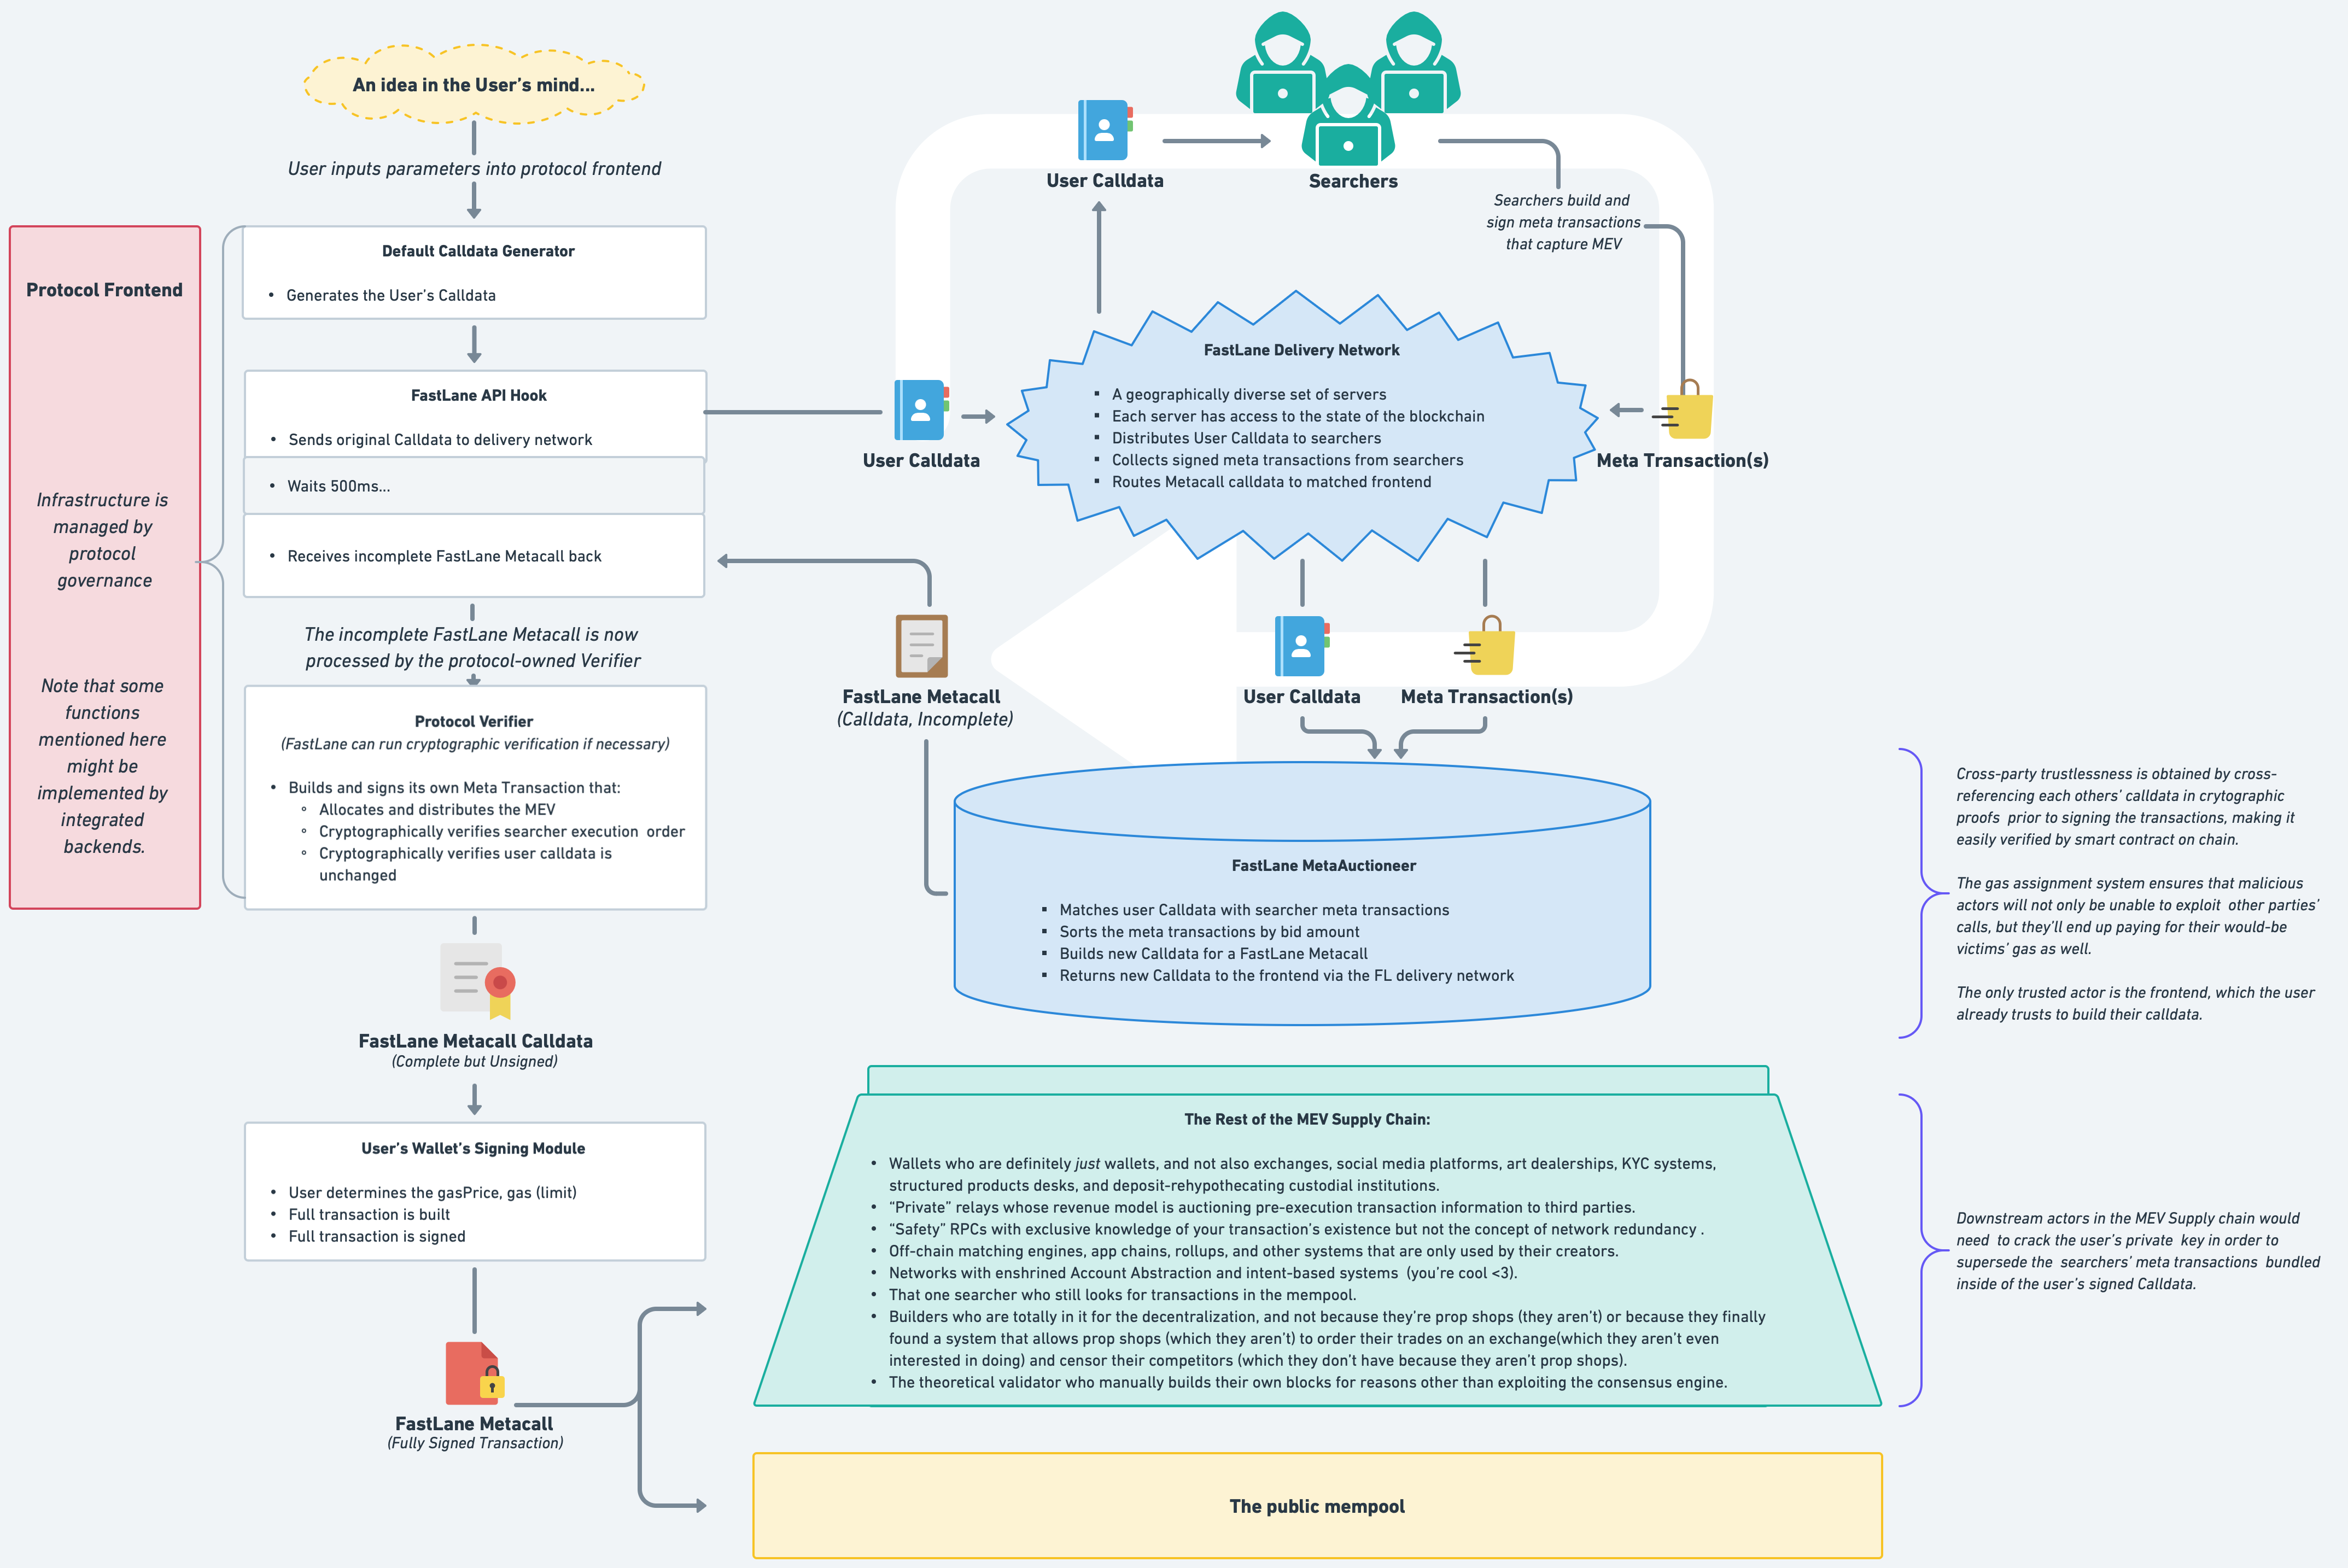 An idea in the User's mind...
User inputs parameters into protocol frontend
Protocol Frontend
Infrastructure is
managed by
protocol
governance
Note that some
functions
mentioned here
might be
implemented by
integrated
backends.
Default Calldata Generator
• Generates the User's Calldata
FastLane API Hook
• Sends original Calldata to delivery network
• Waits 500ms...
• Receives incomplete FastLane Metacall back
The incomplete FastLane Metacall is now
processed by the protocol-owned Verifier
Protocol Verifier
(FastLane can run cryptographic verification if necessary)
• Builds and signs its own Meta Transaction that:
◦ Allocates and distributes the MEV
◦ Cryptographically verifies searcher execution order
◦ Cryptographically verifies user calldata is
unchanged
FastLane Metacall Calldata
(Complete but Unsigned)
User's Wallet's Signing Module
• User determines the gasPrice, gas (limit)
• Full transaction is built
• Full transaction is signed
FastLane Metacall
(Fully Signed Transaction)
User Calldata
User Calldata
Searchers
Searchers build and
sign meta transactions
that capture MEV
Meta Transaction(s)
FastLane Delivery Network
▪ A geographically diverse set of servers
▪ Each server has access to the state of the blockchain
▪ Distributes User Calldata to searchers
▪ Collects signed meta transactions from searchers
▪ Routes Metacall calldata to matched frontend
FastLane Metacall
(Calldata, Incomplete)
User Calldata
Meta Transaction(s)
FastLane MetaAuctioneer
▪ Matches user Calldata with searcher meta transactions
▪ Sorts the meta transactions by bid amount
▪ Builds new Calldata for a FastLane Metacall
▪ Returns new Calldata to the frontend via the FL delivery network
Cross-party trustlessness is obtained by cross-
referencing each others' calldata in crytographic
proofs prior to signing the transactions, making it
easily verified by smart contract on chain.
The gas assignment system ensures that malicious
actors will not only be unable to exploit other parties'
calls, but they'll end up paying for their would-be
victims' gas as well.
The only trusted actor is the frontend, which the user
already trusts to build their calldata.
The Rest of the MEV Supply Chain:
• Wallets who are definitely just wallets, and not also exchanges, social media platforms, art dealerships, KYC systems,
structured products desks, and deposit-rehypothecating custodial institutions.
• “Private” relays whose revenue model is auctioning pre-execution transaction information to third parties.
• “Safety” RPCs with exclusive knowledge of your transaction's existence but not the concept of network redundancy .
• Off-chain matching engines, app chains, rollups, and other systems that are only used by their creators.
• Networks with enshrined Account Abstraction and intent-based systems (you're cool <3).
• That one searcher who still looks for transactions in the mempool.
• Builders who are totally in it for the decentralization, and not because they're prop shops (they aren't) or because they finally
found a system that allows prop shops (which they aren't) to order their trades on an exchange(which they aren't even
interested in doing) and censor their competitors (which they don't have because they aren't prop shops).
• The theoretical validator who manually builds their own blocks for reasons other than exploiting the consensus engine.
Downstream actors in the MEV Supply chain would
need to crack the user's private key in order to
supersede the searchers' meta transactions bundled
inside of the user's signed Calldata.
The public mempool